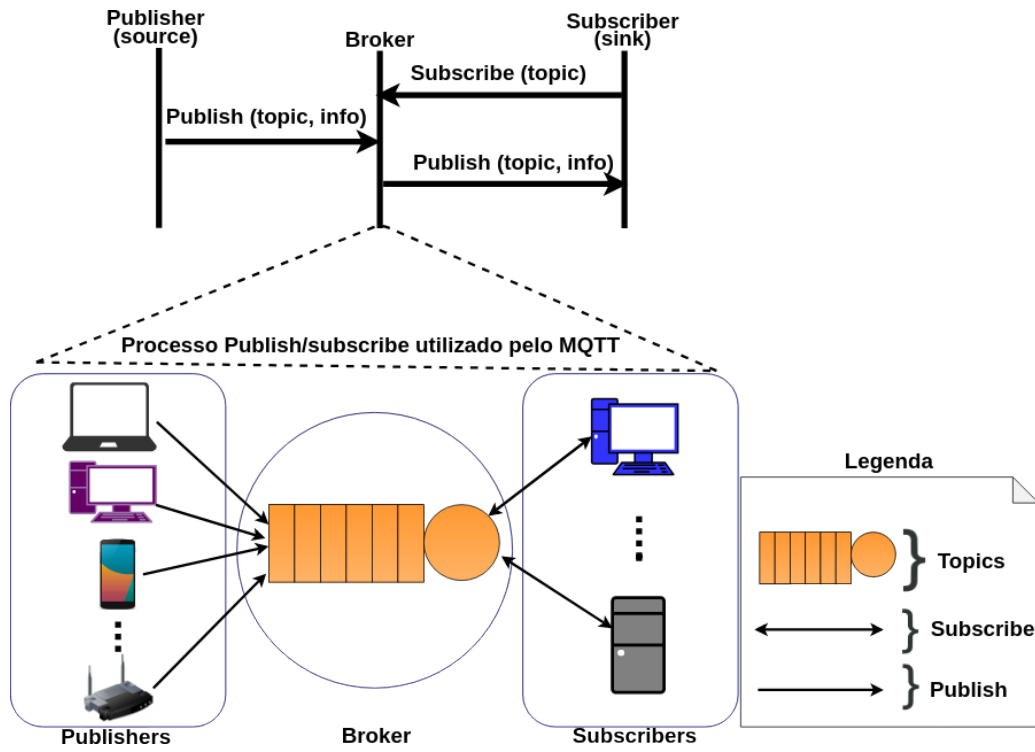 Publisher
(source)
Broker
Subscriber
(sink)
Subscribe (topic)
Publish (topic, info)
Publish (topic, info)
Processo Publish/subscribe utilizado pelo MQTT
Legenda
Topics
Subscribe
Publish
Publishers
Broker
Subscribers